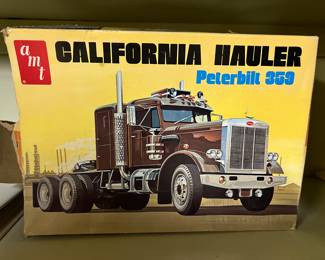 amt
CALIFORNIA HAULER
Peterbilt 359